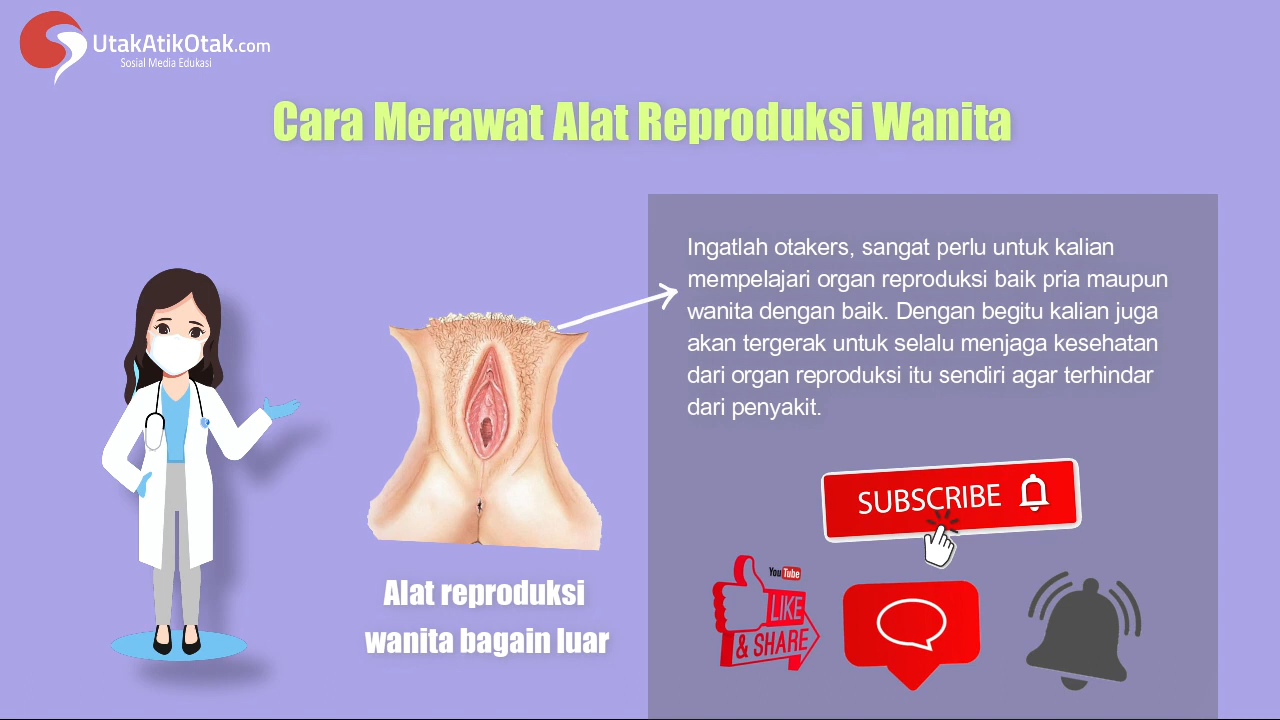 UtakAtikOtak.com
Sosial Media Edukasi
Cara Merawat Alat Reproduksi Wanita
Ingatlah otakers, sangat perlu untuk kalian
mempelajari organ reproduksi baik pria maupun
wanita dengan baik. Dengan begitu kalian juga
akan tergerak untuk selalu menjaga kesehatan
dari organ reproduksi itu sendiri agar terhindar
dari penyakit.
SUBSCRIBE
YouTube
LIKE
& SHARE
Alat reproduksi
wanita bagain luar